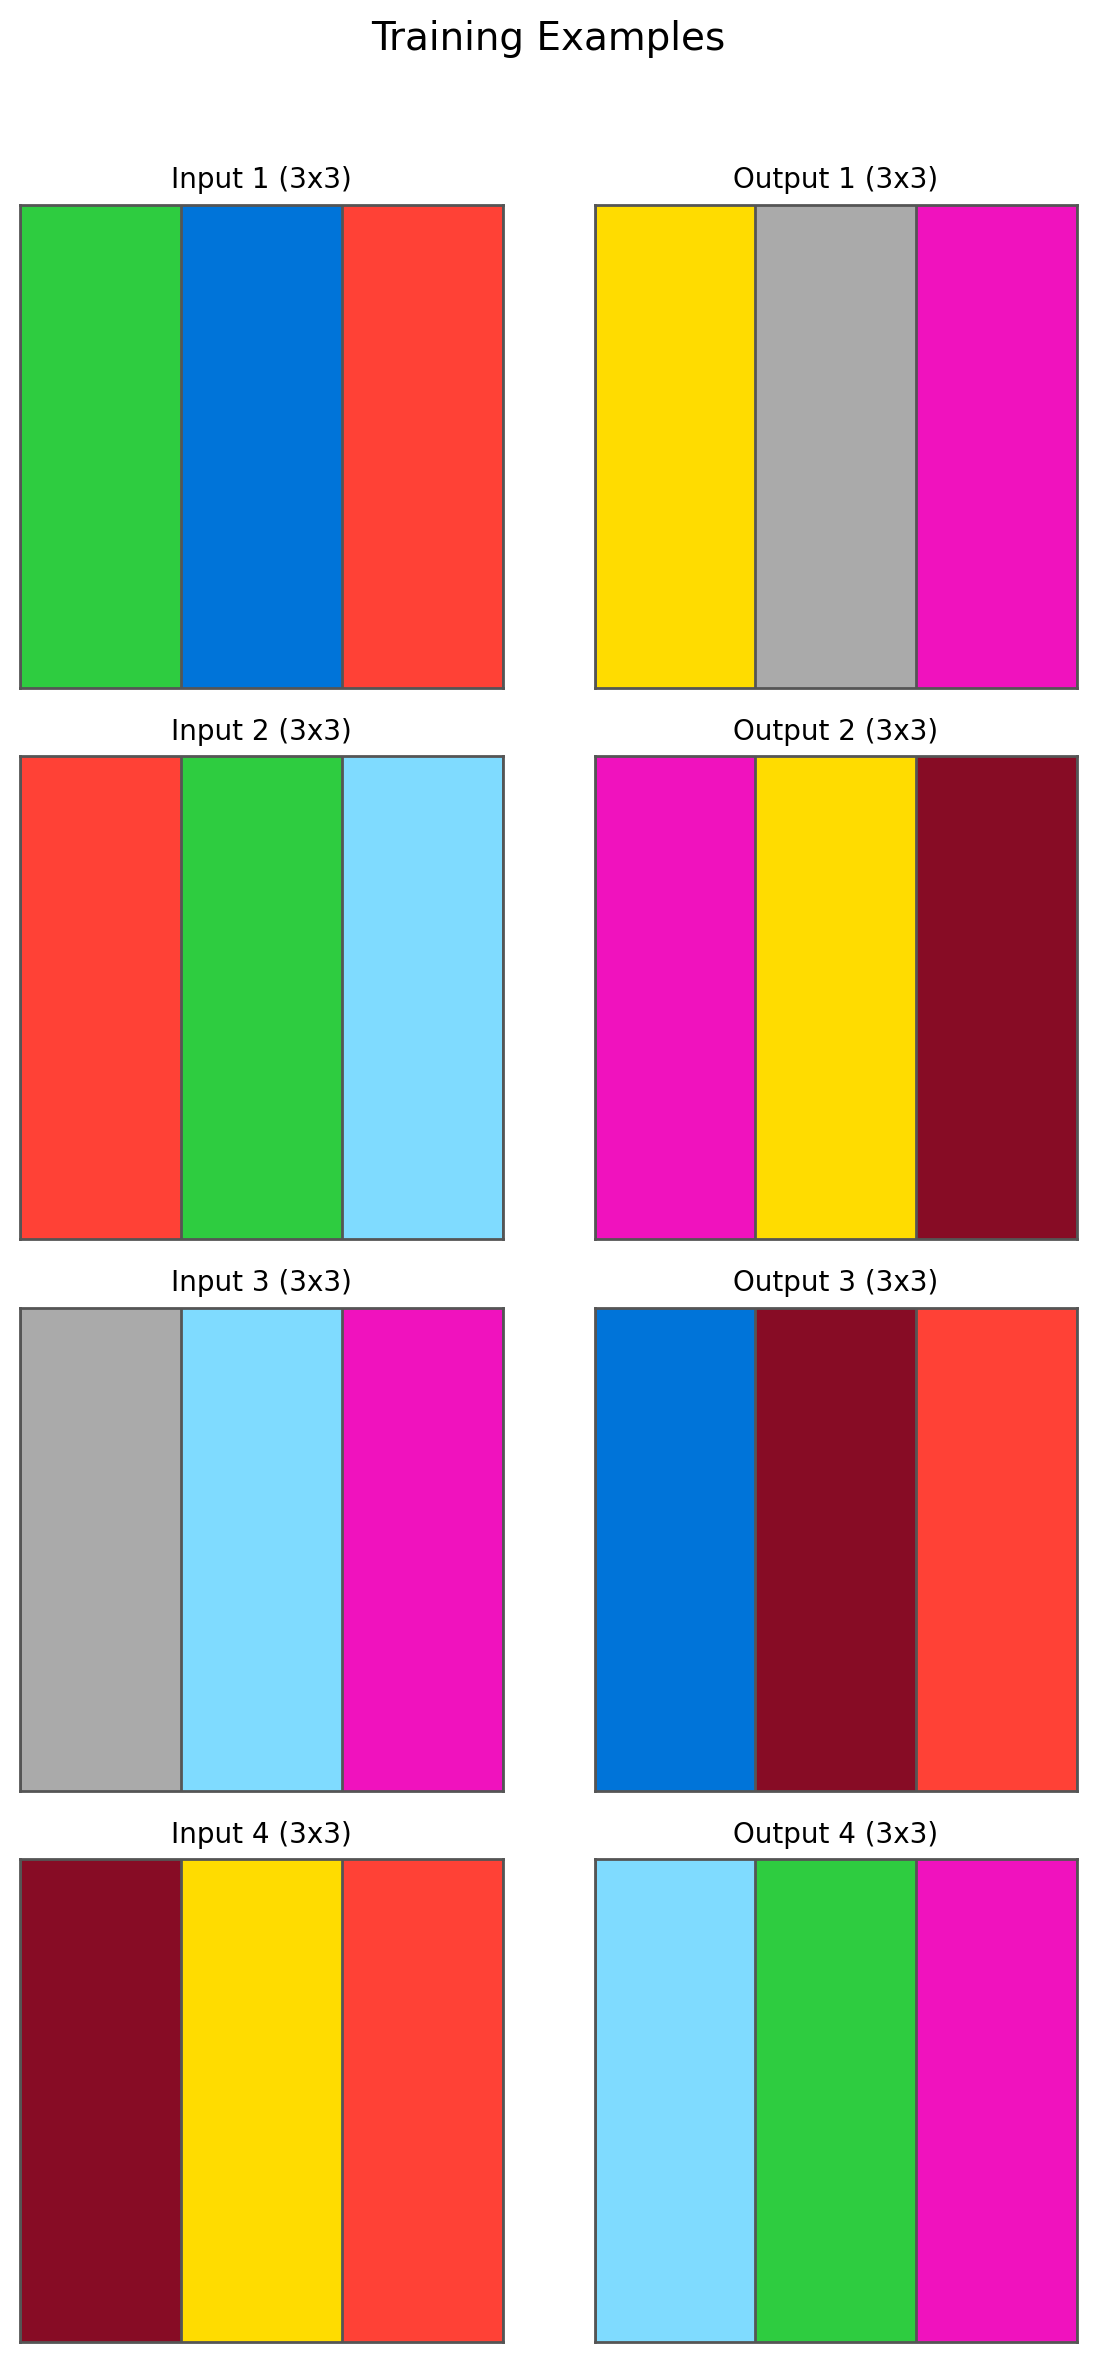 Training Examples
Input 1 (3x3)
Output 1 (3x3)
Input 2 (3x3)
Output 2 (3x3)
Input 3 (3x3)
Output 3 (3x3)
Input 4 (3x3)
Output 4 (3x3)